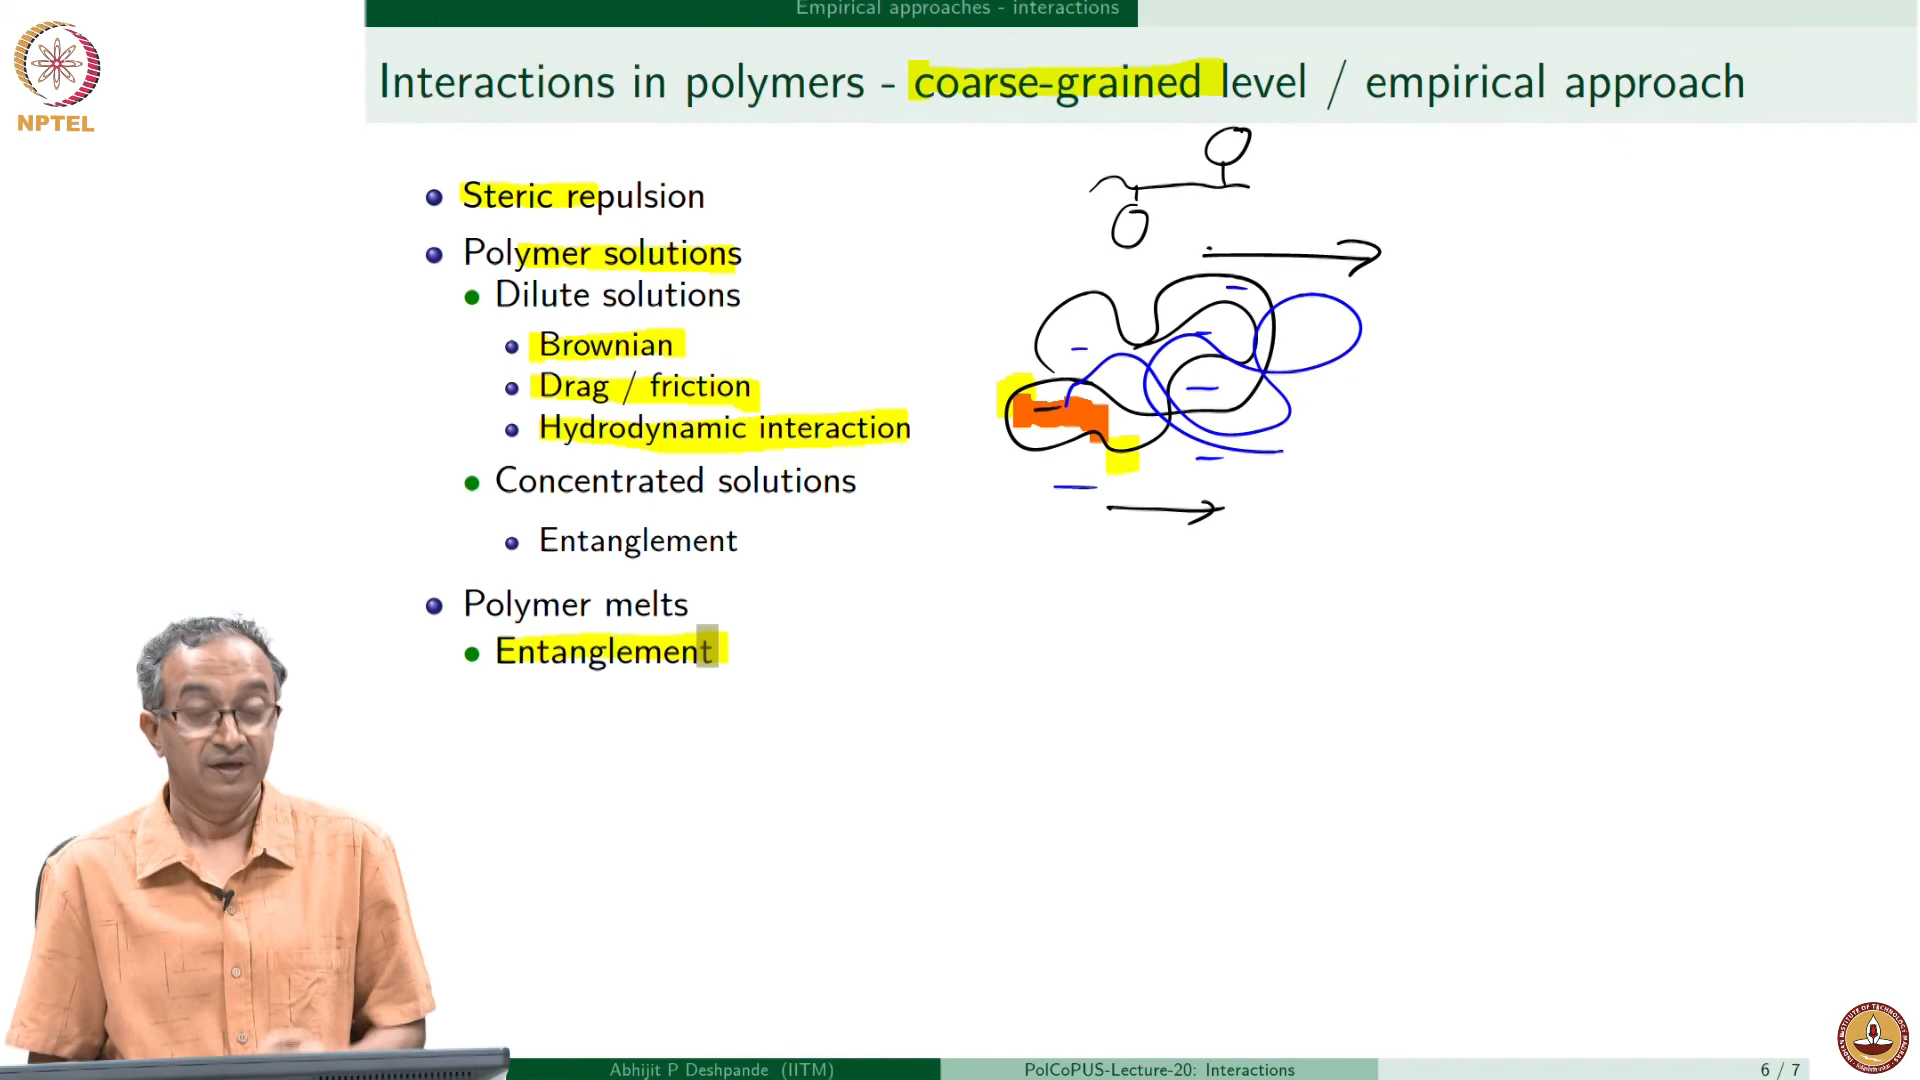 Empirical approaches - interactions
NPTEL
Interactions in polymers - coarse-grained level / empirical approach
Steric repulsion
Polymer solutions
Dilute solutions
Brownian
Drag / friction
Hydrodynamic interaction
Concentrated solutions
Entanglement
Polymer melts
Entanglement
Abhijit P Deshpande (IITM)
PolCoPUS-Lecture-20: Interactions
6 / 7